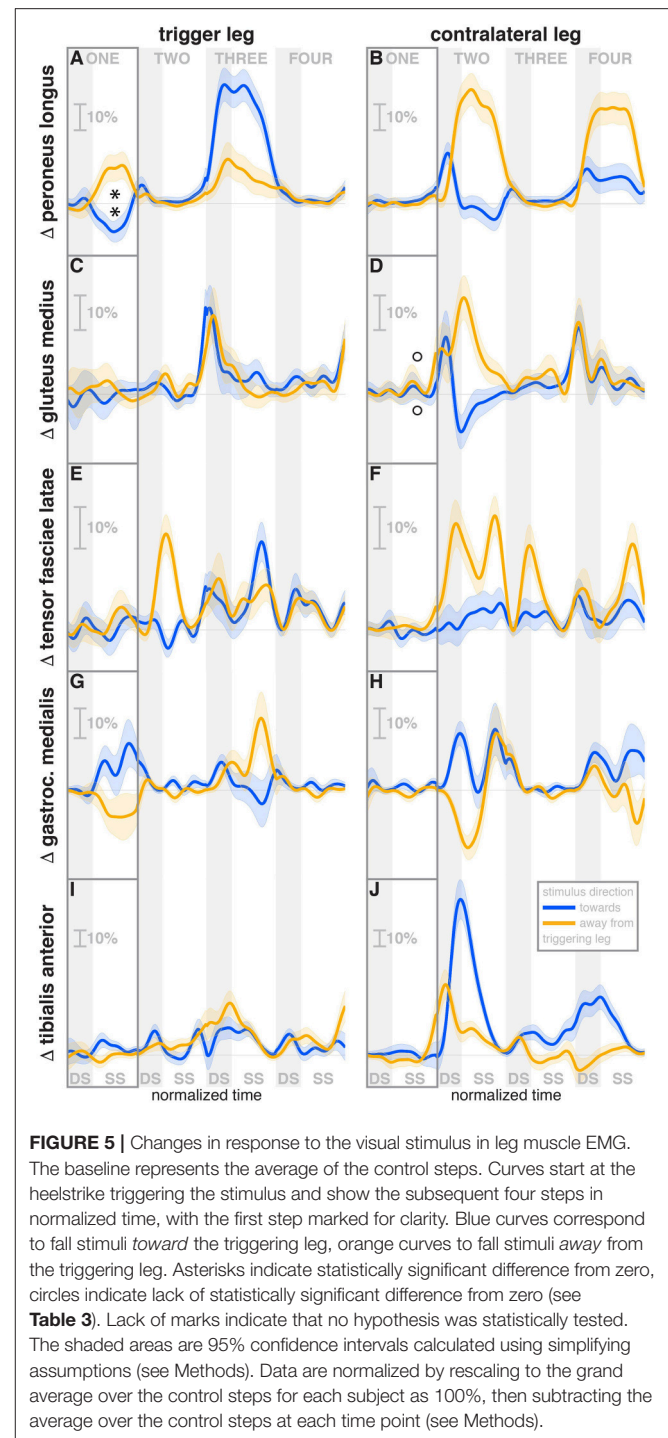 trigger leg contralateral leg
A ONE TWO THREE FOUR B ONE TWO THREE FOUR
Δ peroneus longus
10% 10%
*
*
C D
Δ gluteus medius
10% 10%
E F
Δ tensor fasciae latae
10% 10%
G H
Δ gastroc. medialis
10% 10%
I J
Δ tibialis anterior
10% 10%
stimulus direction
towards
away from
triggering leg
DS SS DS SS DS SS DS SS DS SS DS SS DS SS DS SS
normalized time normalized time
FIGURE 5 | Changes in response to the visual stimulus in leg muscle EMG.
The baseline represents the average of the control steps. Curves start at the
heelstrike triggering the stimulus and show the subsequent four steps in
normalized time, with the first step marked for clarity. Blue curves correspond
to fall stimuli toward the triggering leg, orange curves to fall stimuli away from
the triggering leg. Asterisks indicate statistically significant difference from zero,
circles indicate lack of statistically significant difference from zero (see
Table 3). Lack of marks indicate that no hypothesis was statistically tested.
The shaded areas are 95% confidence intervals calculated using simplifying
assumptions (see Methods). Data are normalized by rescaling to the grand
average over the control steps for each subject as 100%, then subtracting the
average over the control steps at each time point (see Methods).